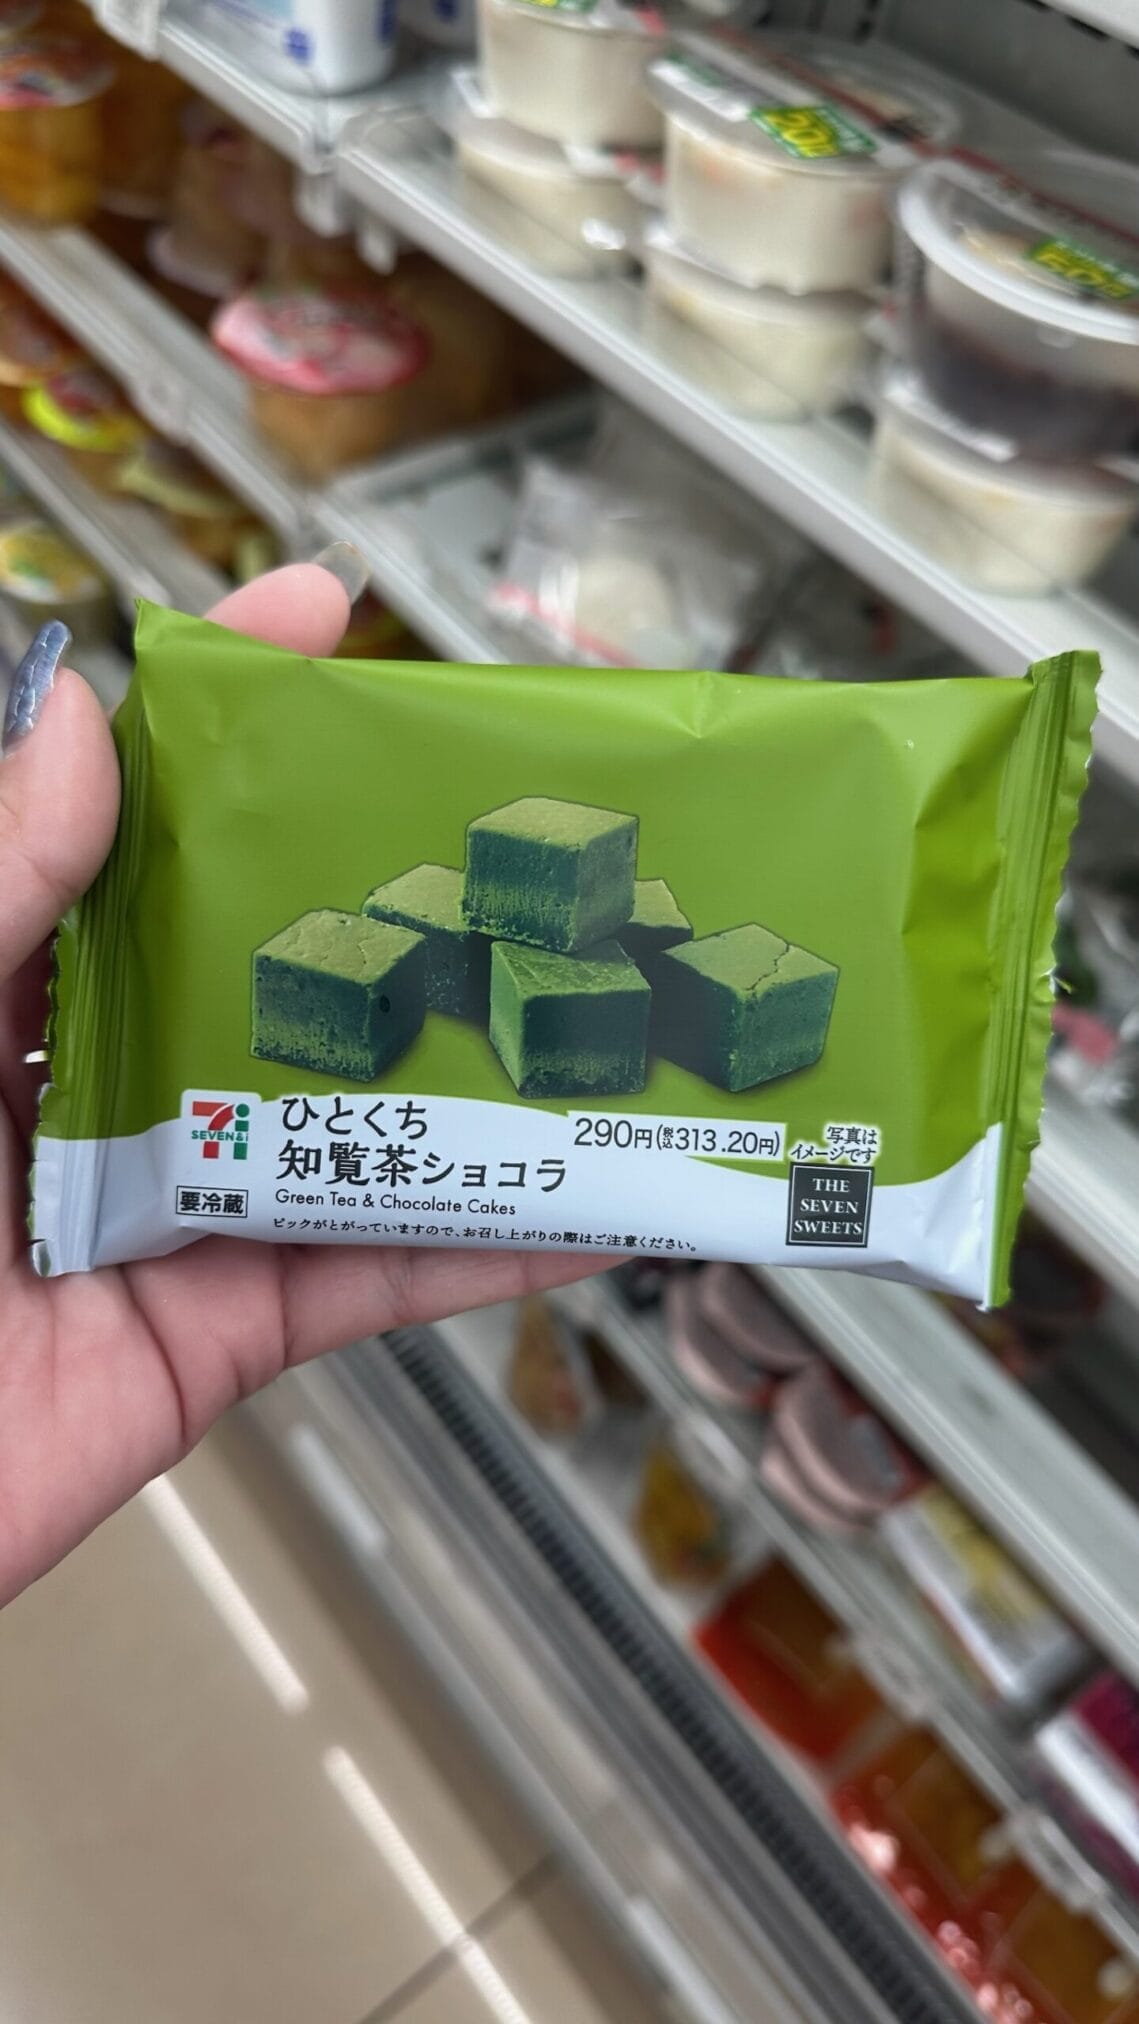 ひとくち
知覧茶ショコラ
Green Tea & Chocolate Cakes
ピックがとがっていますので、お召し上がりの際はご注意ください。
290円(税込313.20円)
写真は
イメージです
THE
SEVEN
SWEETS
7
SEVEN&i
要冷蔵